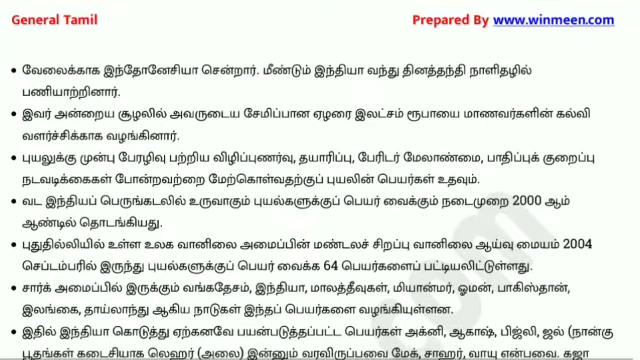 General Tamil Prepared By www.winmeen.com
• வேலைக்காக இந்தோனேசியா சென்றார். மீண்டும் இந்தியா வந்து தினத்தந்தி நாளிதழில்
பணியாற்றினார்.
• இவர் அன்றைய சூழலில் அவருடைய சேமிப்பான ஏழரை இலட்சம் ரூபாயை மாணவர்களின் கல்வி
வளர்ச்சிக்காக வழங்கினார்.
• புயலுக்கு முன்பு பேரழிவு பற்றிய விழிப்புணர்வு, தயாரிப்பு, பேரிடர் மேலாண்மை, பாதிப்புக் குறைப்பு
நடவடிக்கைகள் போன்றவற்றை மேற்கொள்வதற்குப் புயலின் பெயர்கள் உதவும்.
• வட இந்தியப் பெருங்கடலில் உருவாகும் புயல்களுக்குப் பெயர் வைக்கும் நடைமுறை 2000 ஆம்
ஆண்டில் தொடங்கியது.
• புதுதில்லியில் உள்ள உலக வானிலை அமைப்பின் மண்டலச் சிறப்பு வானிலை ஆய்வு மையம் 2004
செப்டம்பரில் இருந்து புயல்களுக்குப் பெயர் வைக்க 64 பெயர்களைப் பட்டியலிட்டுள்ளது.
• சார்க் அமைப்பில் இருக்கும் வங்கதேசம், இந்தியா, மாலத்தீவுகள், மியான்மர், ஓமன், பாகிஸ்தான்,
இலங்கை, தாய்லாந்து ஆகிய நாடுகள் இந்தப் பெயர்களை வழங்கியுள்ளன.
• இதில் இந்தியா கொடுத்து ஏற்கனவே பயன்படுத்தப்பட்ட பெயர்கள் அக்னி, ஆகாஷ், பிஜ்லி, ஜல் (நான்கு
பூதங்கள் கடைசியாக லெஹர் (அலை) இன்னும் வரவிருப்பவை மேக், சாஹர், வாயு என்பவை. கஜா